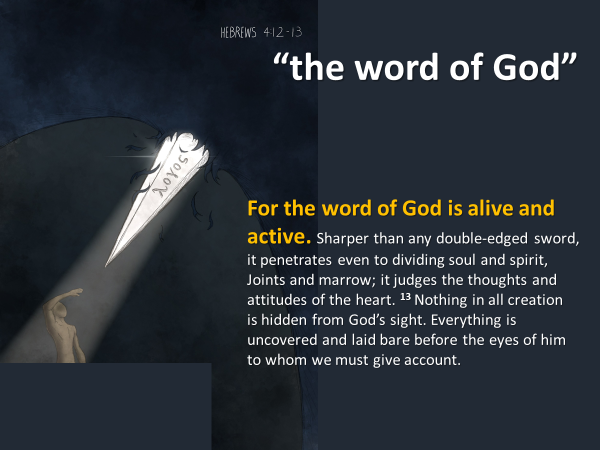 HEBREWS 4:12-13
“the word of God”
λογος
For the word of God is alive and
active. Sharper than any double-edged sword,
it penetrates even to dividing soul and spirit,
Joints and marrow; it judges the thoughts and
attitudes of the heart. 13 Nothing in all creation
is hidden from God’s sight. Everything is
uncovered and laid bare before the eyes of him
to whom we must give account.